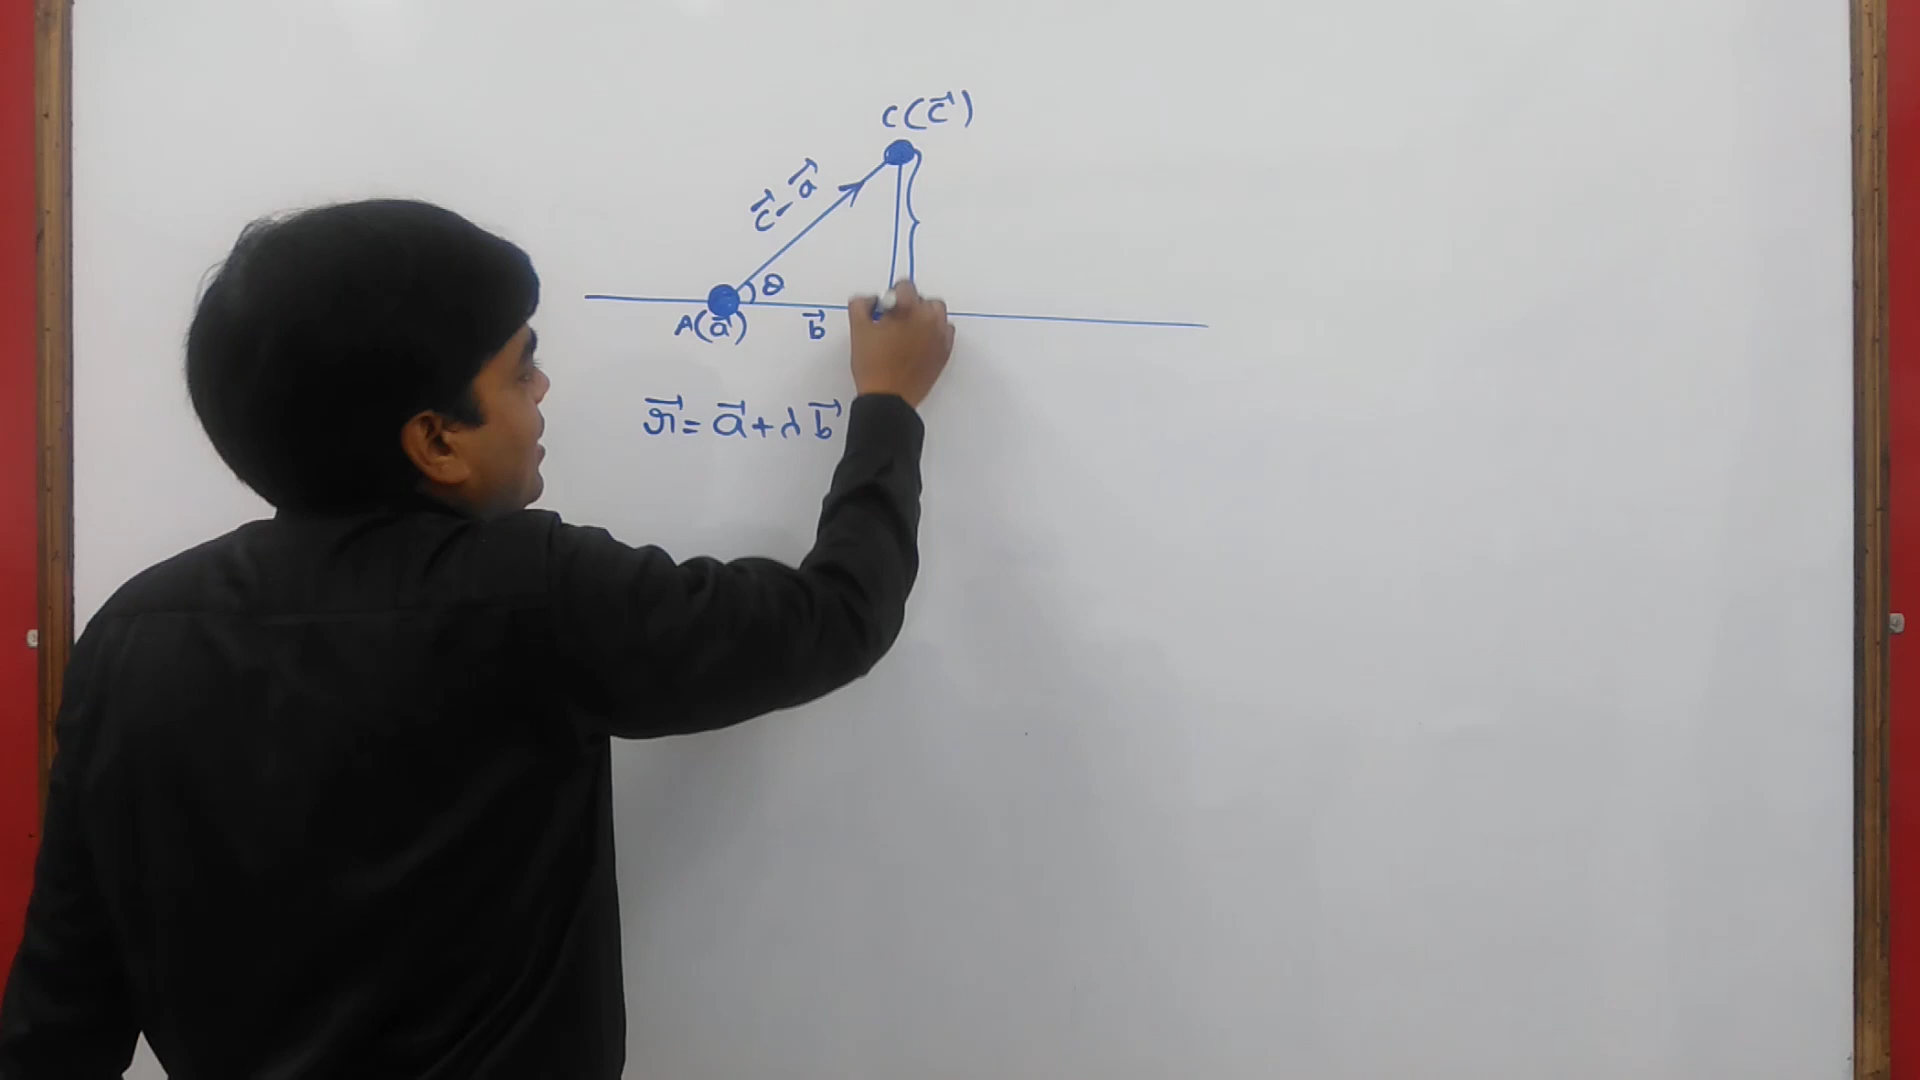 C(c⃗)
c⃗-a⃗
θ
A(a⃗) b⃗
r⃗= a⃗+λb⃗